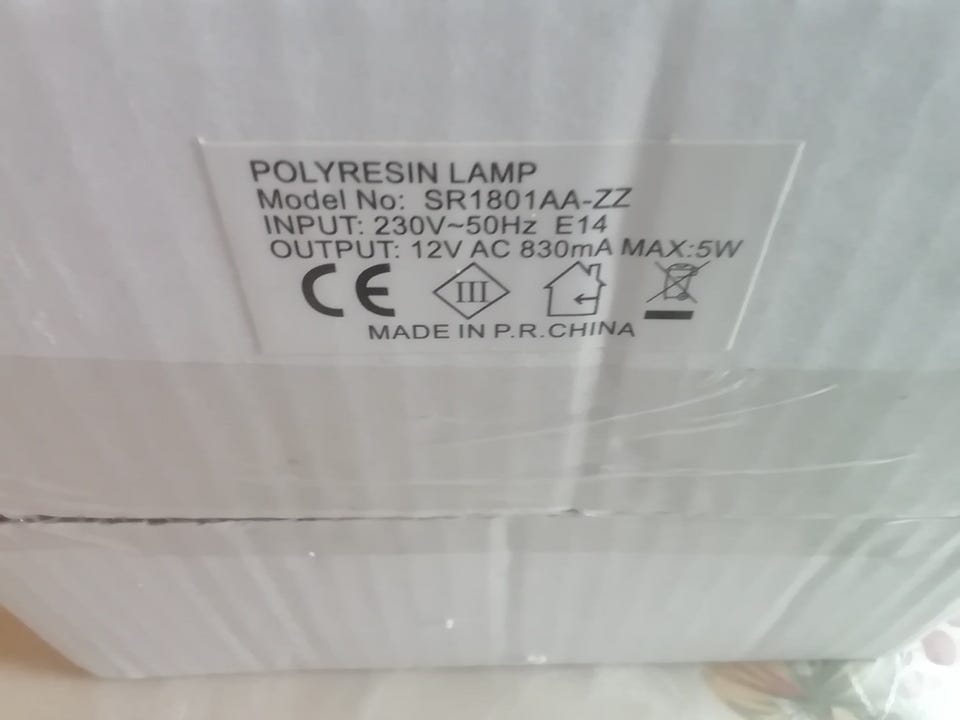 POLYRESIN LAMP
Model No: SR1801AA-ZZ
INPUT: 230V~50Hz E14
OUTPUT: 12V AC 830mA MAX:5W
CE III
MADE IN P.R.CHINA